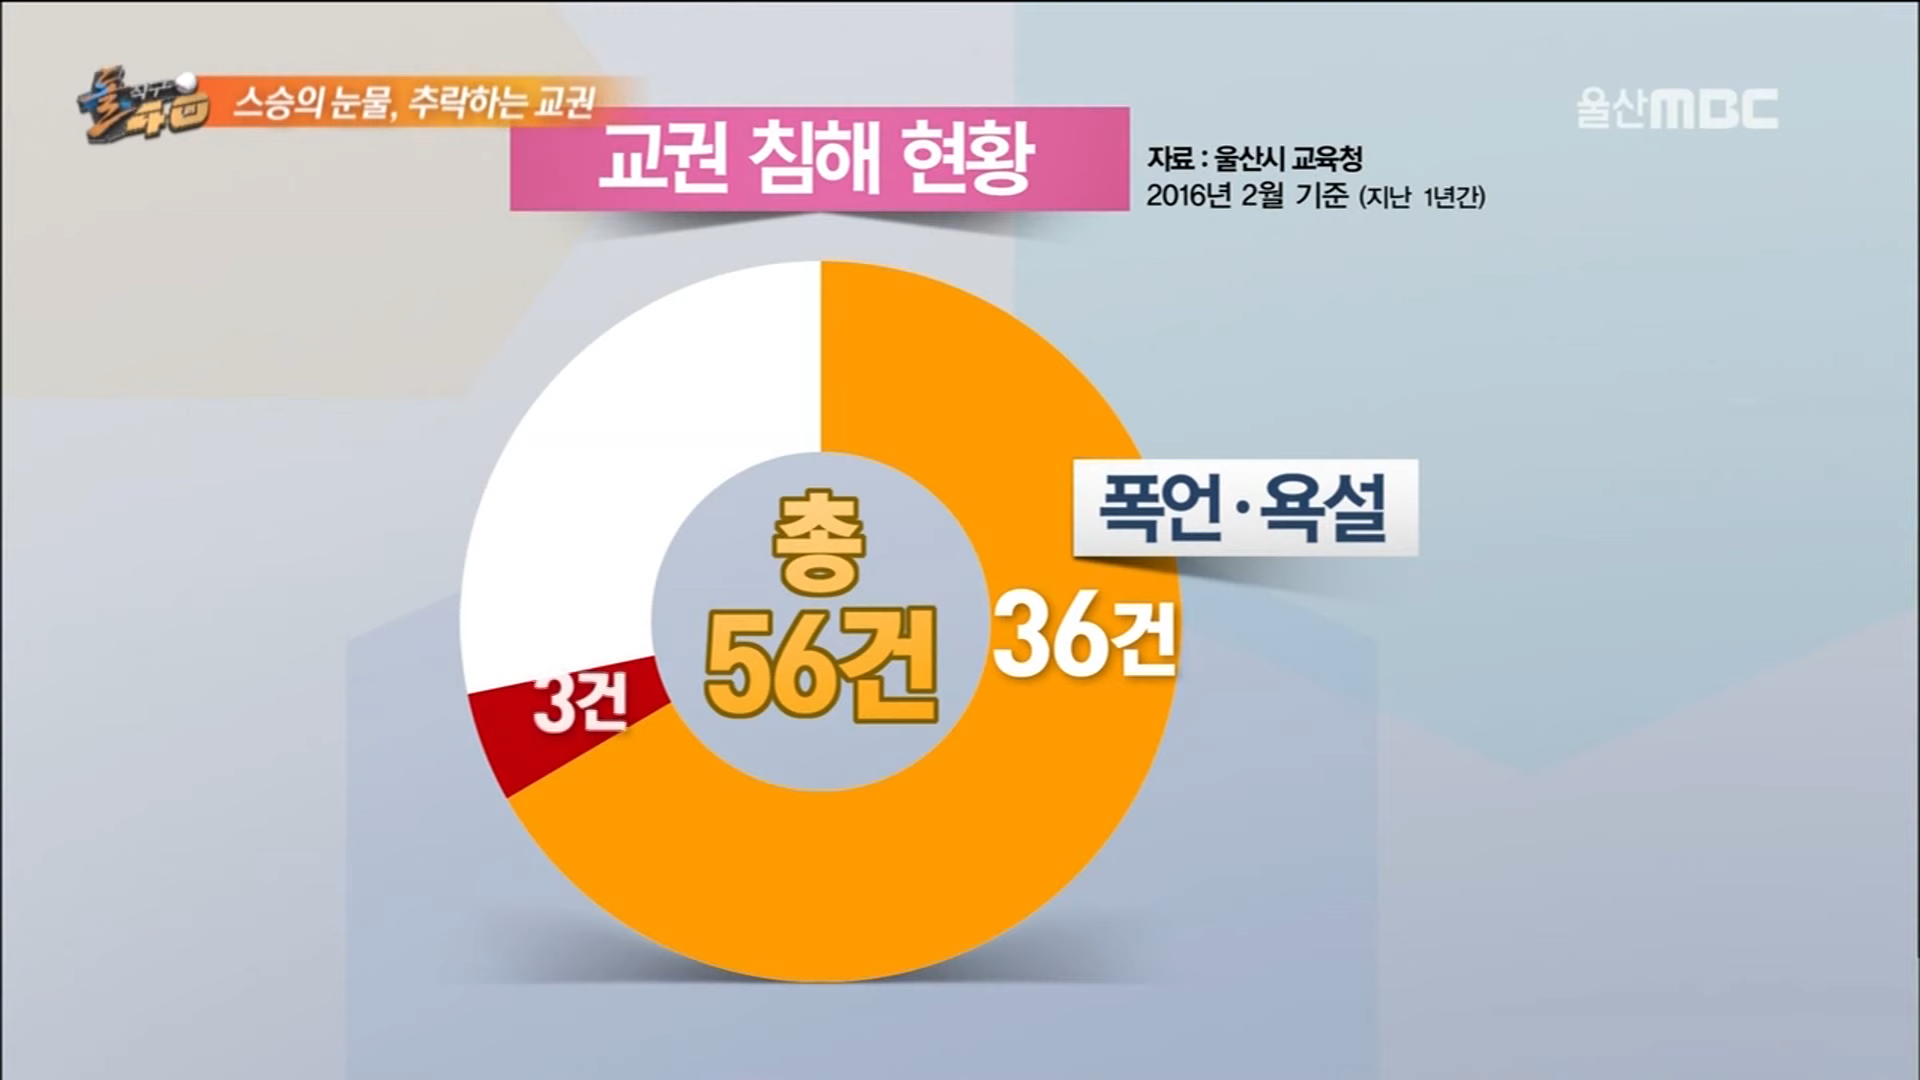 스승의 눈물, 추락하는 교권
울산MBC
교권 침해 현황
자료 : 울산시 교육청
2016년 2월 기준 (지난 1년간)
폭언·욕설
총
56건
36건
3건